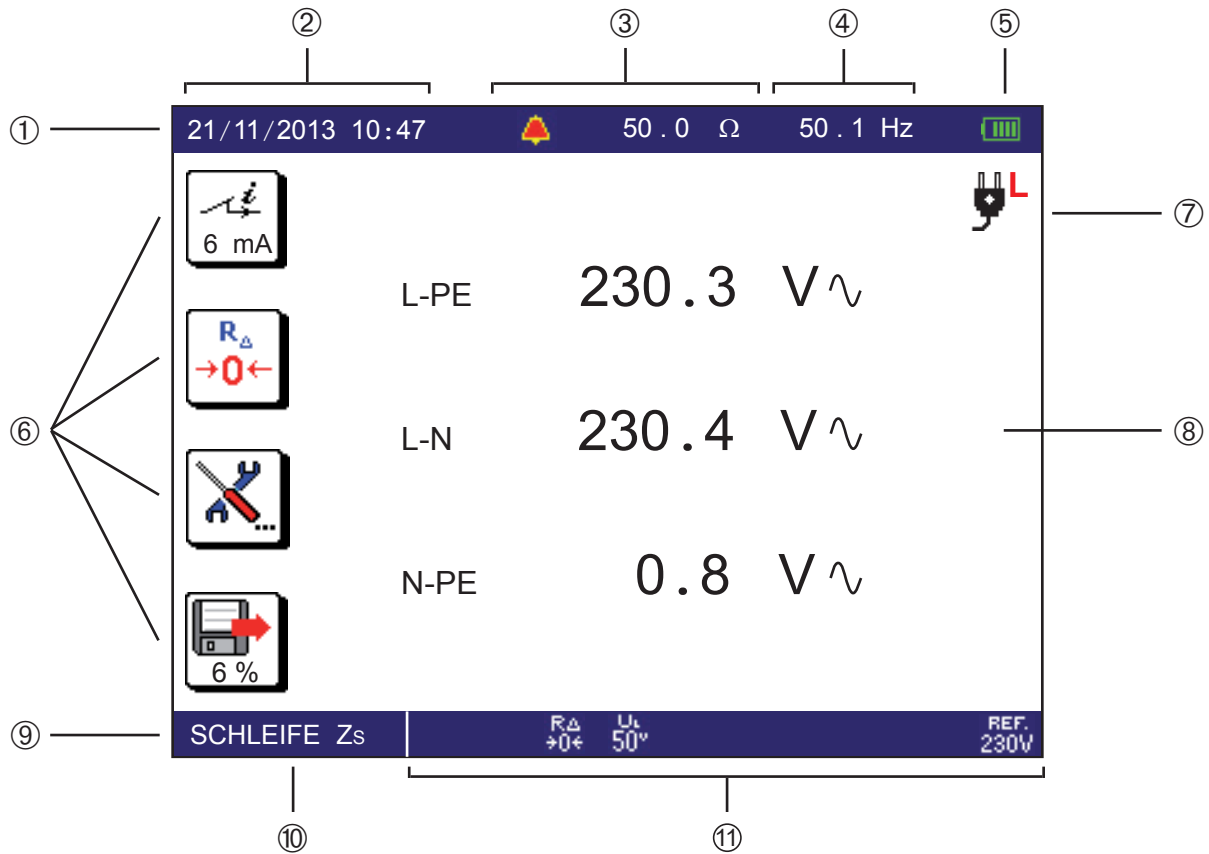 ② ③ ④ ⑤
① 21/11/2013 10:47 50.0 Ω 50.1 Hz
i
6 mA
L ⑦
L-PE 230.3 V
RΔ
→0←
⑥ L-N 230.4 V ⑧
...
N-PE 0.8 V
6 %
⑨ SCHLEIFE Zs RΔ →0← UL 50V REF. 230V
⑩ ⑪